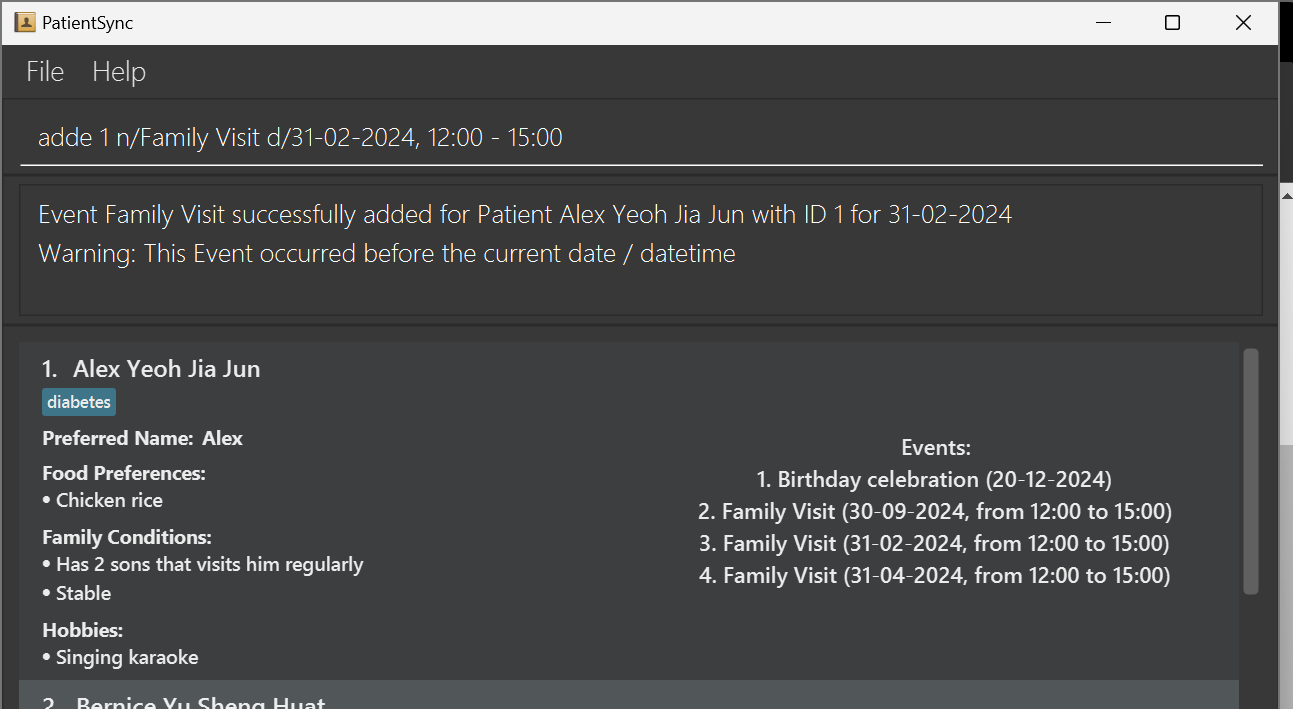 PatientSync
File Help
adde 1 n/Family Visit d/31-02-2024, 12:00 - 15:00
Event Family Visit successfully added for Patient Alex Yeoh Jia Jun with ID 1 for 31-02-2024
Warning: This Event occurred before the current date / datetime
1. Alex Yeoh Jia Jun
diabetes
Preferred Name: Alex
Food Preferences:
• Chicken rice
Family Conditions:
• Has 2 sons that visits him regularly
• Stable
Hobbies:
• Singing karaoke
Events:
1. Birthday celebration (20-12-2024)
2. Family Visit (30-09-2024, from 12:00 to 15:00)
3. Family Visit (31-02-2024, from 12:00 to 15:00)
4. Family Visit (31-04-2024, from 12:00 to 15:00)
2. Bernice Yu Sheng Huat